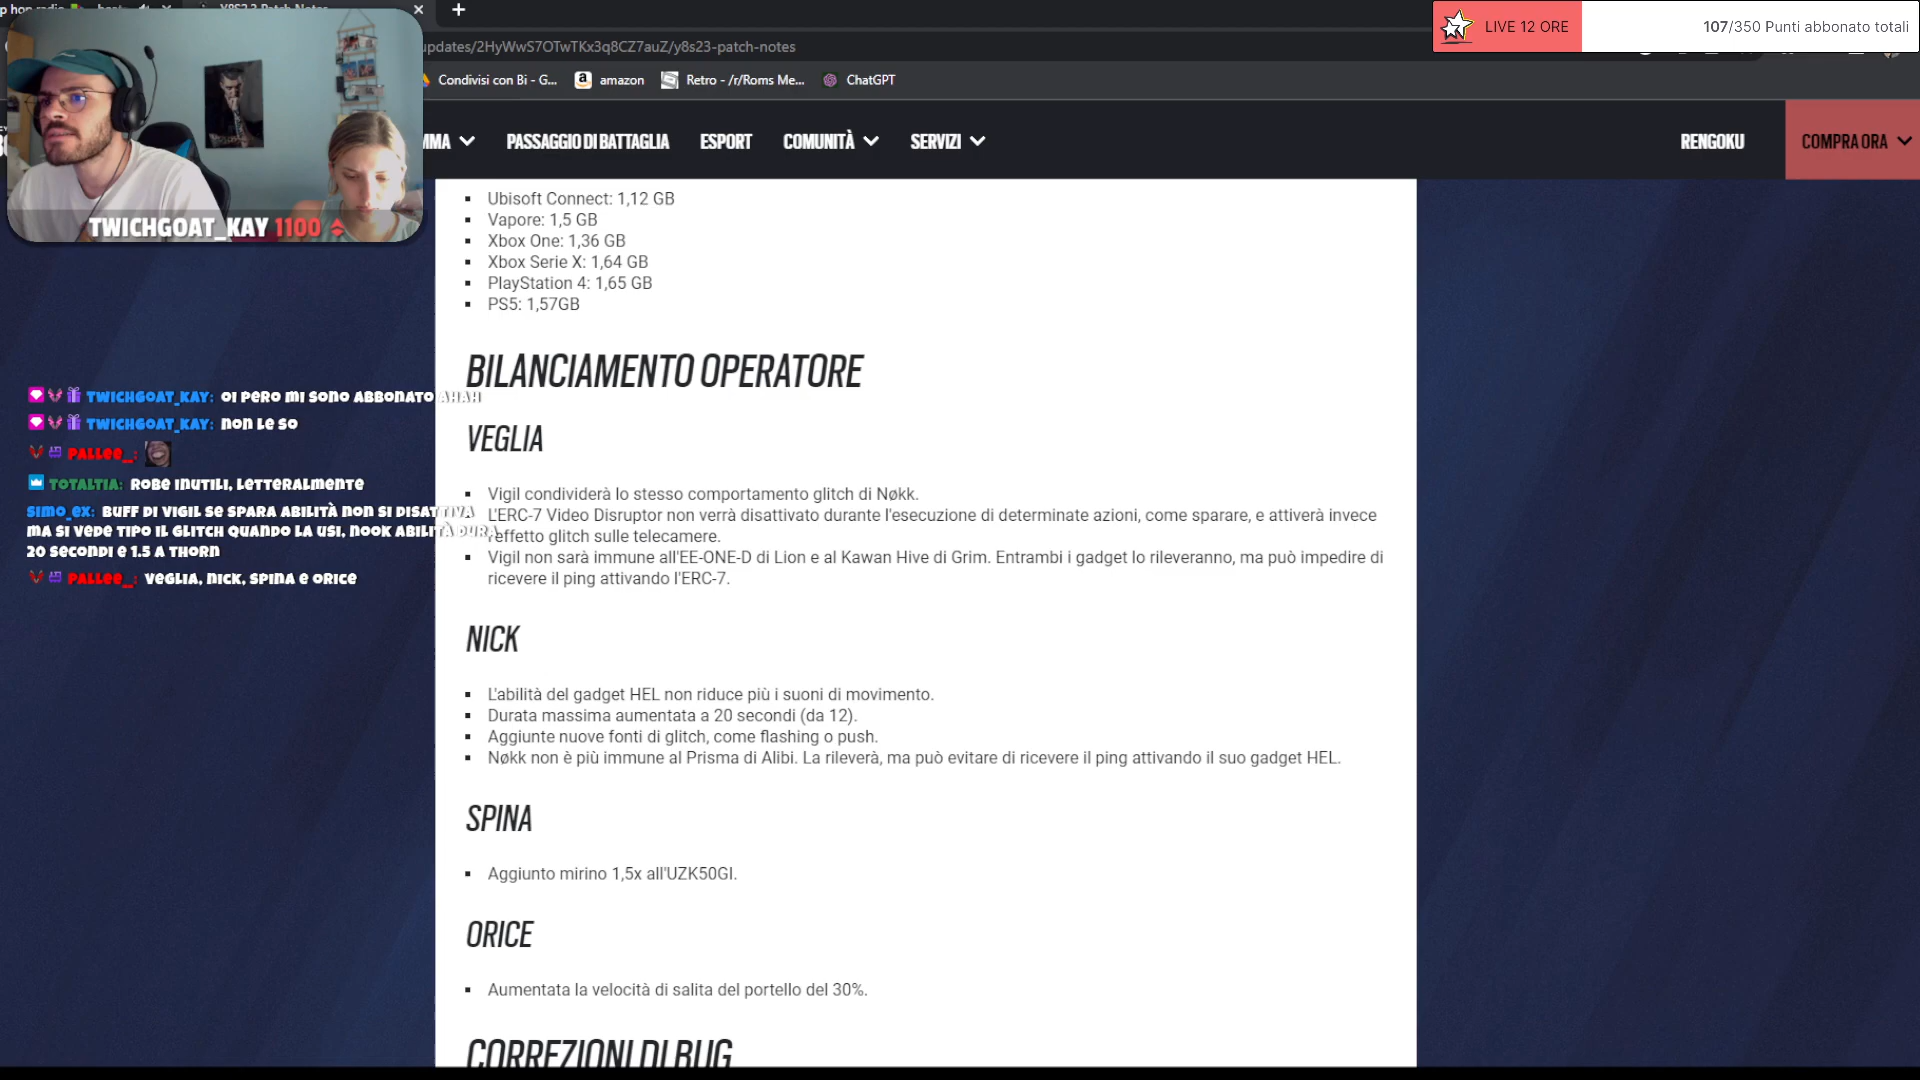 Y8S2.3 Patch Notes
updates/2HyWwS7OTwTKx3q8CZ7auZ/y8s23-patch-notes
LIVE 12 ORE
107/350 Punti abbonato totali
Condivisi con Bi - G...
amazon
Retro - /r/Roms Me...
ChatGPT
MMA
PASSAGGIO DI BATTAGLIA
ESPORT
COMUNITÀ
SERVIZI
RENGOKU
COMPRA ORA
TWICHGOAT_KAY 1100
Ubisoft Connect: 1,12 GB
Vapore: 1,5 GB
Xbox One: 1,36 GB
Xbox Serie X: 1,64 GB
PlayStation 4: 1,65 GB
PS5: 1,57GB
BILANCIAMENTO OPERATORE
TWICHGOAT_KAY: OI PERO MI SONO ABBONATO AHAH
TWICHGOAT_KAY: NON LE SO
PALLEE_:
TOTALTIA: ROBE INUTILI, LETTERALMENTE
SIMO_EX: BUFF DI VIGIL SE SPARA ABILITÀ NON SI DISATTIVA
MA SI VEDE TIPO IL GLITCH QUANDO LA USI, NOOK ABILITÀ DURA
20 SECONDI E 1.5 A THORN
PALLEE_: VEGLIA, NICK, SPINA E ORICE
VEGLIA
Vigil condividerà lo stesso comportamento glitch di Nøkk.
L'ERC-7 Video Disruptor non verrà disattivato durante l'esecuzione di determinate azioni, come sparare, e attiverà invece
l'effetto glitch sulle telecamere.
Vigil non sarà immune all'EE-ONE-D di Lion e al Kawan Hive di Grim. Entrambi i gadget lo rileveranno, ma può impedire di
ricevere il ping attivando l'ERC-7.
NICK
L'abilità del gadget HEL non riduce più i suoni di movimento.
Durata massima aumentata a 20 secondi (da 12).
Aggiunte nuove fonti di glitch, come flashing o push.
Nøkk non è più immune al Prisma di Alibi. La rileverà, ma può evitare di ricevere il ping attivando il suo gadget HEL.
SPINA
Aggiunto mirino 1,5x all'UZK50GI.
ORICE
Aumentata la velocità di salita del portello del 30%.
CORREZIONI DI BUG